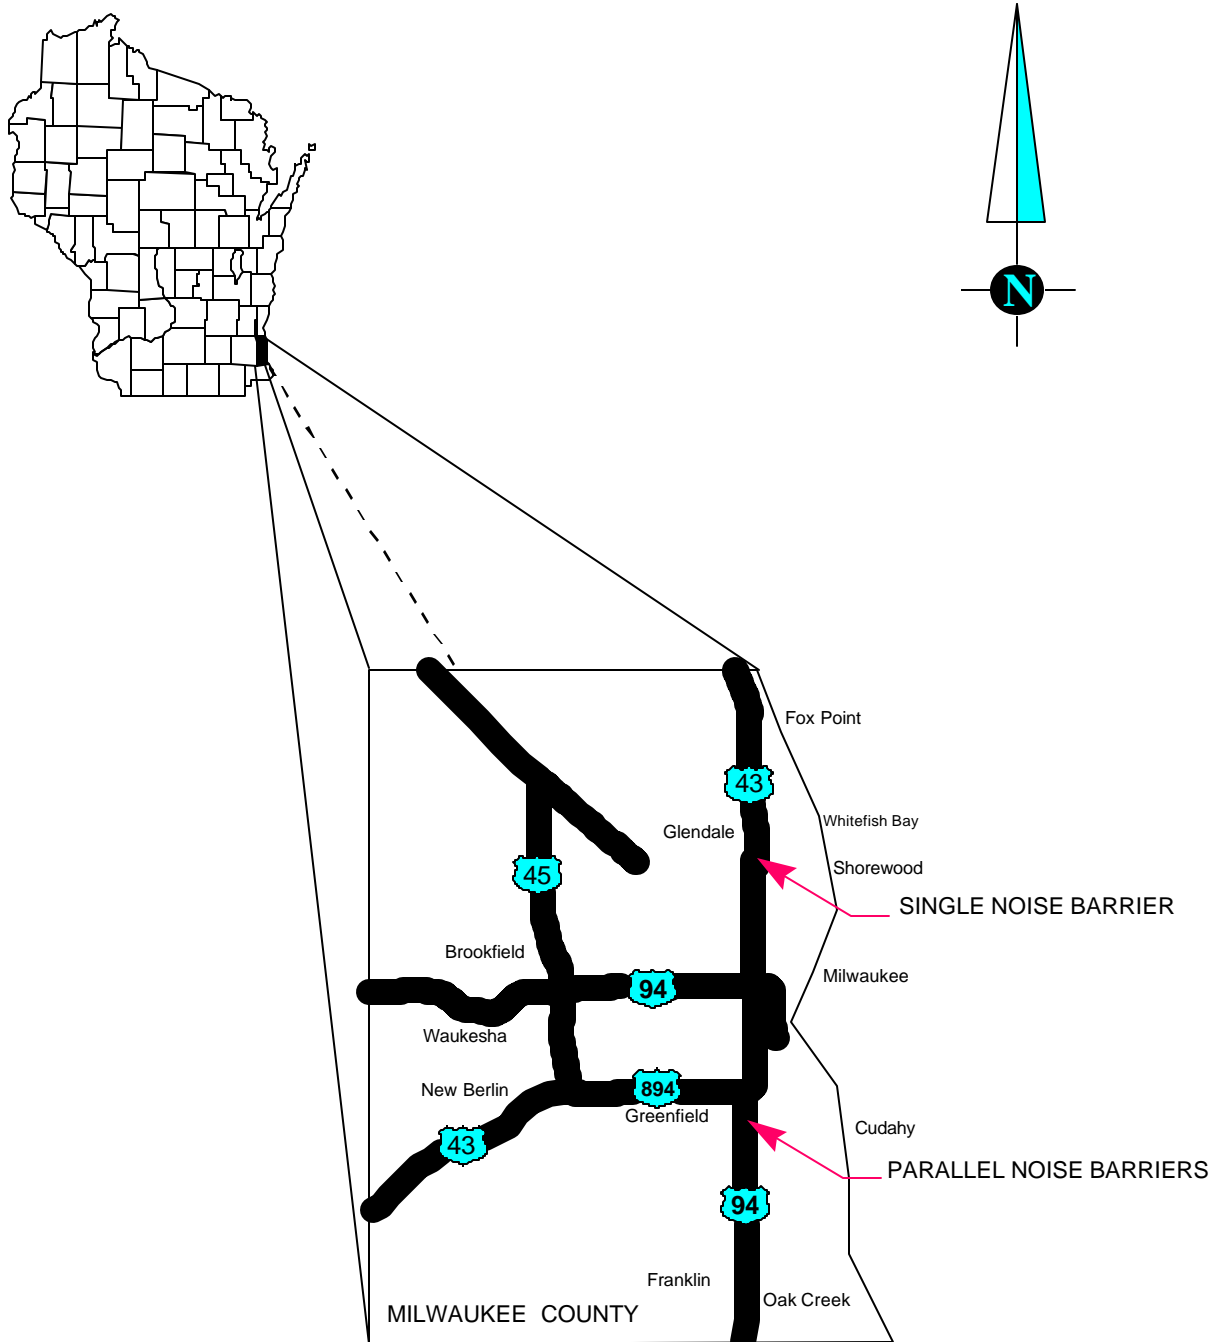 N
Fox Point
43
Whitefish Bay
Glendale
Shorewood
45
SINGLE NOISE BARRIER
Brookfield
Milwaukee
94
Waukesha
New Berlin
894
Greenfield
Cudahy
43
PARALLEL NOISE BARRIERS
94
Franklin
Oak Creek
MILWAUKEE COUNTY